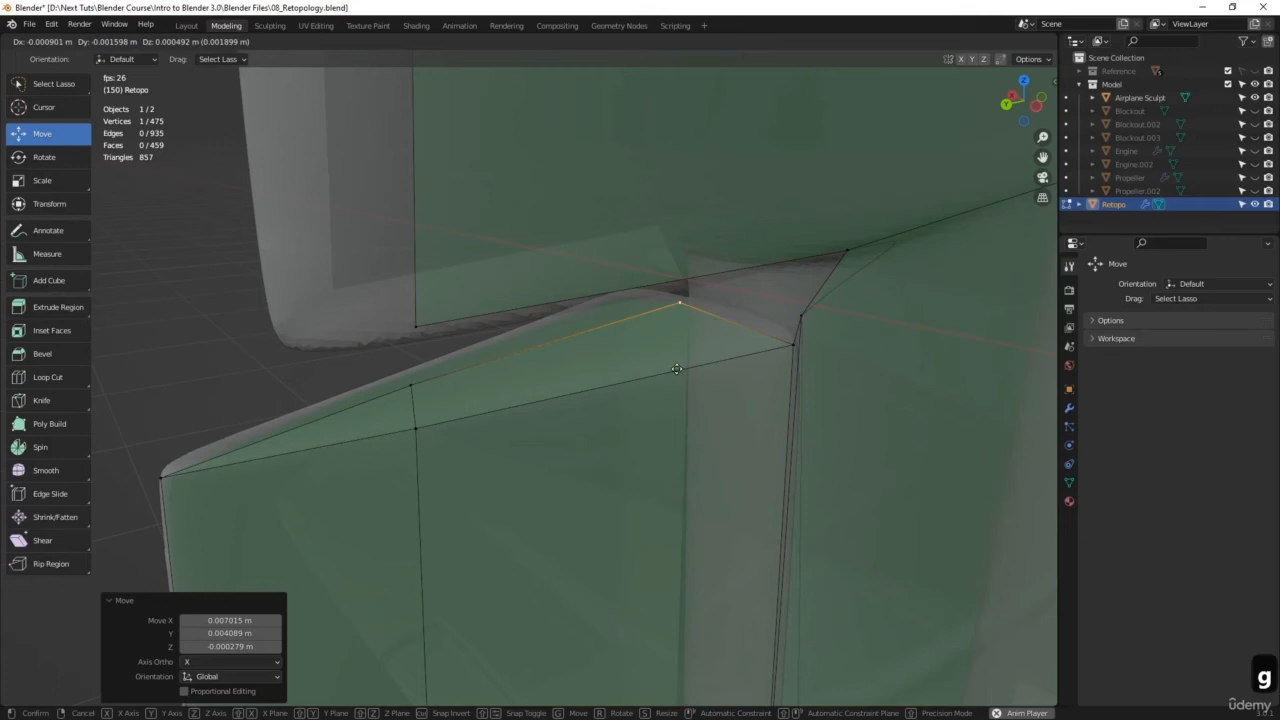 Blender* [D:\Next Tuts\Blender Course\Intro to Blender 3.0\Blender Files\08_Retopology.blend]
File Edit Render Window Help Layout Modeling Sculpting UV Editing Texture Paint Shading Animation Rendering Compositing Geometry Nodes Scripting Scene ViewLayer
Dx: -0.000901 m Dy: -0.001598 m Dz: 0.000492 m (0.001899 m)
Orientation: Default Drag: Select Lasso X Y Z Options
Select Lasso
Cursor
Move
Rotate
Scale
Transform
Annotate
Measure
Add Cube
Extrude Region
Inset Faces
Bevel
Loop Cut
Knife
Poly Build
Spin
Smooth
Edge Slide
Shrink/Fatten
Shear
Rip Region
fps: 26
(150) Retopo
Objects 1/2
Vertices 1/475
Edges 0/935
Faces 0/459
Triangles 857
Z
Y
Scene Collection
Reference
Model
Airplane Sculpt
Blockout
Blockout.002
Blockout.003
Engine
Engine.002
Propeller
Propeller.002
Retopo
Move
Orientation Default
Drag: Select Lasso
Options
Workspace
Move
Move X 0.007015 m
Y 0.004089 m
Z -0.000279 m
Axis Ortho X
Orientation Global
Proportional Editing
g
ûdemy
Confirm Cancel X X Axis Y Y Axis Z Z Axis X X Plane Y Y Plane Z Z Plane Snap Invert Snap Toggle G Move R Rotate S Resize Automatic Constraint Automatic Constraint Plane Precision Mode Anim Player 3.0.1